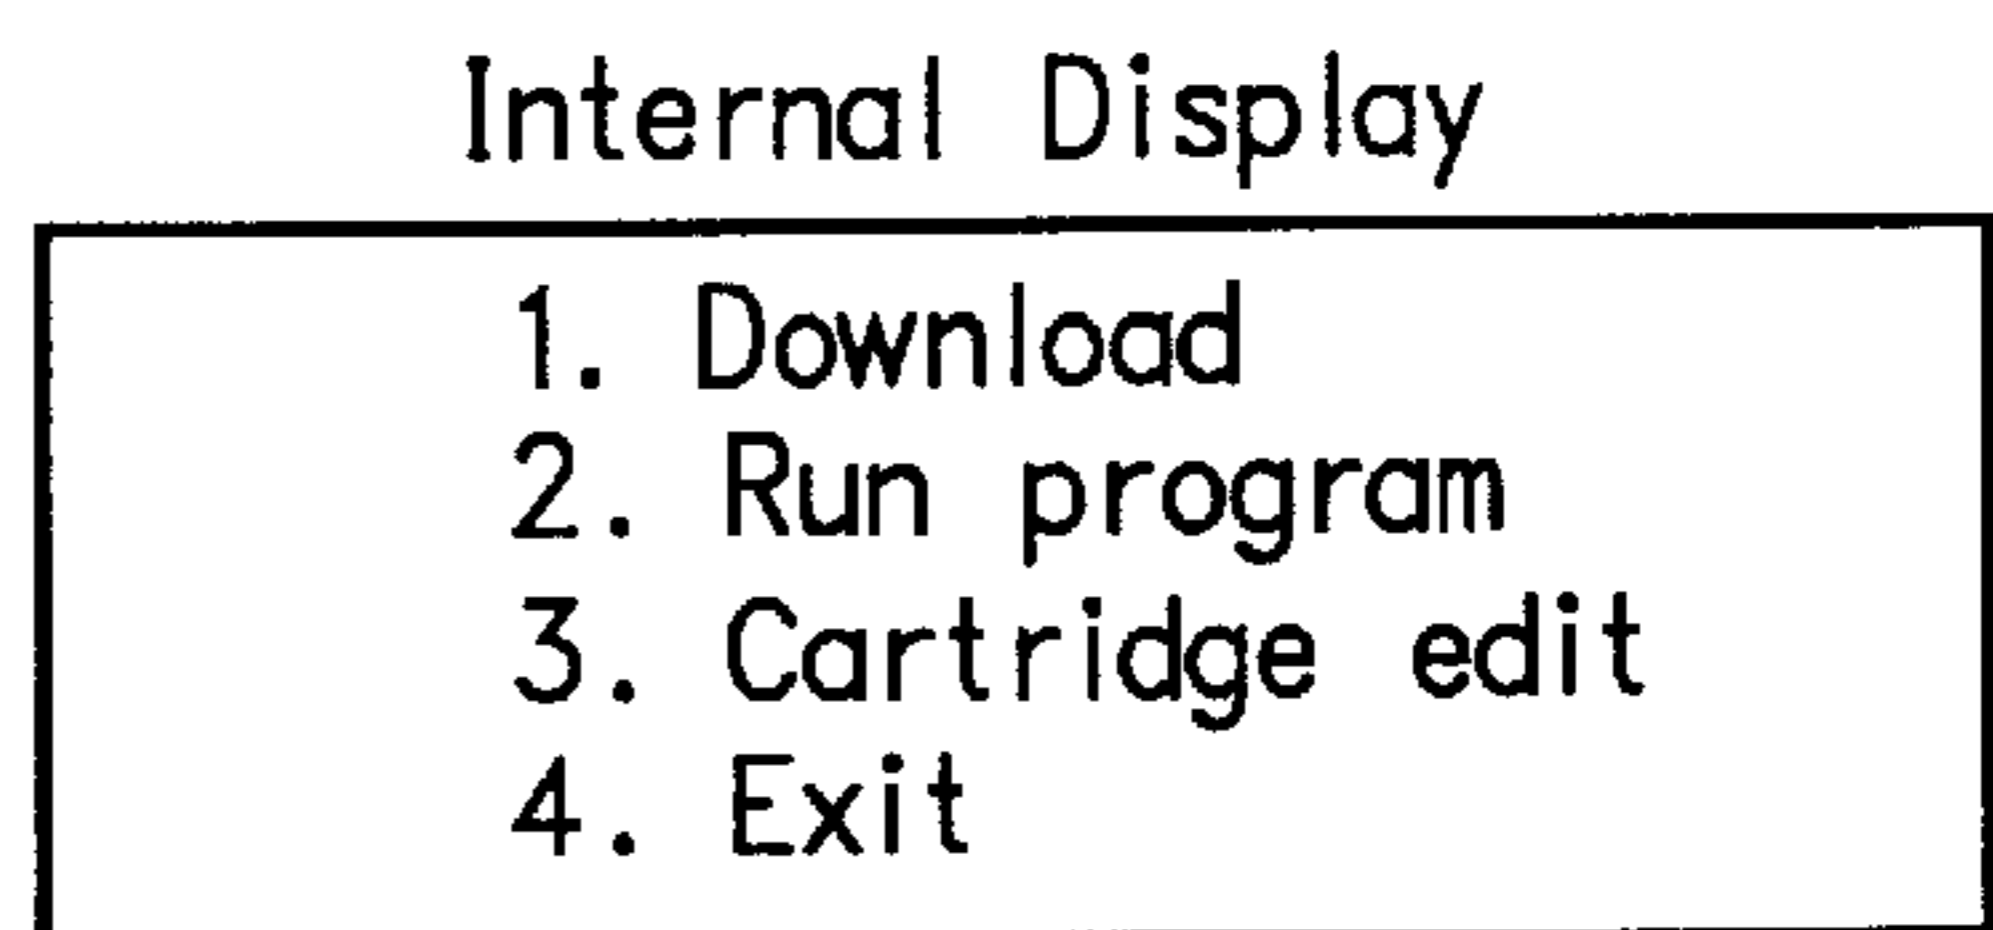 Internal Display
1. Download
2. Run program
3. Cartridge edit
4. Exit